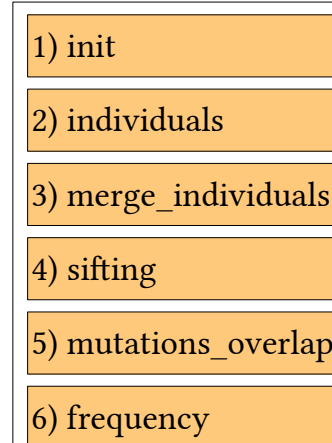 1) init
2) individuals
3) merge_individuals
4) sifting
5) mutations_overlap
6) frequency